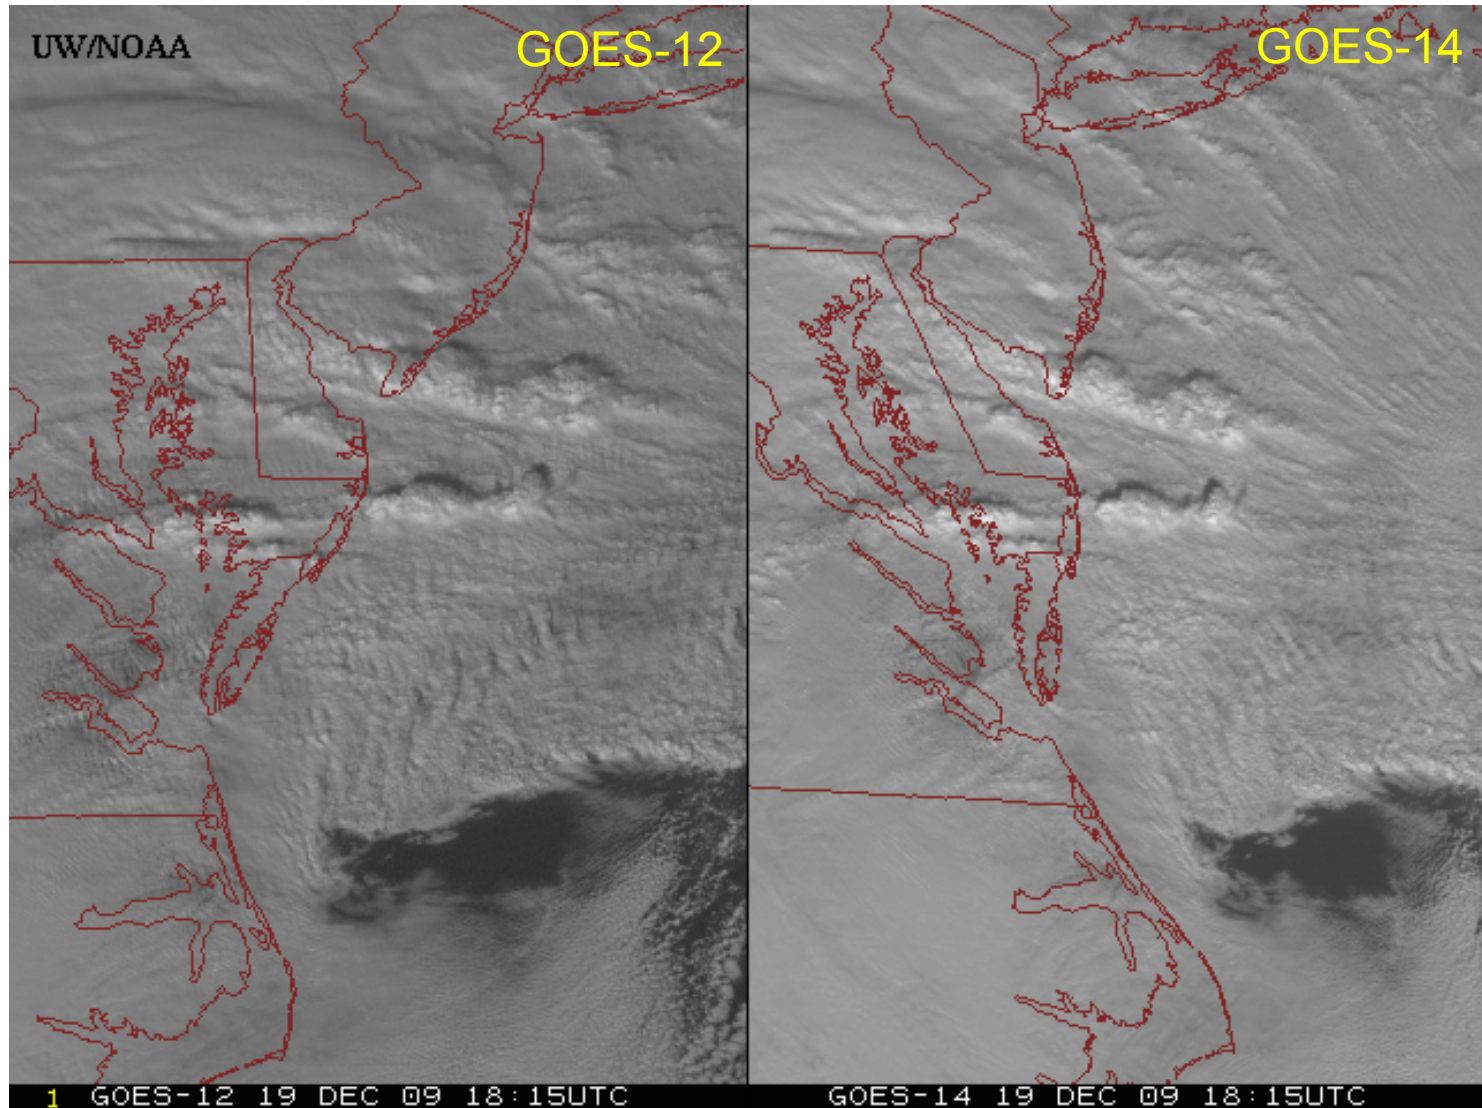 UW/NOAA
GOES-12
GOES-14
1 GOES-12 19 DEC 09 18:15UTC
GOES-14 19 DEC 09 18:15UTC